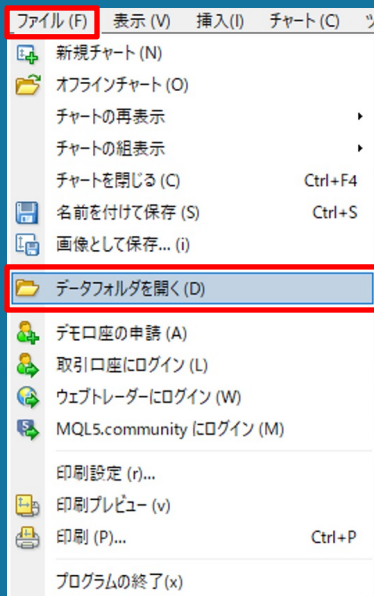 ファイル (F) 表示 (V) 挿入(I) チャート (C) ツ
新規チャート (N)
オフラインチャート (O)
チャートの再表示
チャートの組表示
チャートを閉じる (C) Ctrl+F4
名前を付けて保存 (S) Ctrl+S
画像として保存... (i)
データフォルダを開く(D)
デモ口座の申請 (A)
取引口座にログイン (L)
ウェブトレーダーにログイン (W)
MQL5.community にログイン (M)
印刷設定 (r)...
印刷プレビュー (v)
印刷 (P)... Ctrl+P
プログラムの終了(x)